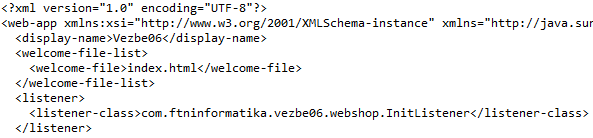 <?xml version="1.0" encoding="UTF-8"?>
<web-app xmlns:xsi="http://www.w3.org/2001/XMLSchema-instance" xmlns="http://java.sur
<display-name>Vezbe06</display-name>
<welcome-file-list>
<welcome-file>index.html</welcome-file>
</welcome-file-list>
<listener>
<listener-class>com.ftninformatika.vezbe06.webshop.InitListener</listener-class>
</listener>